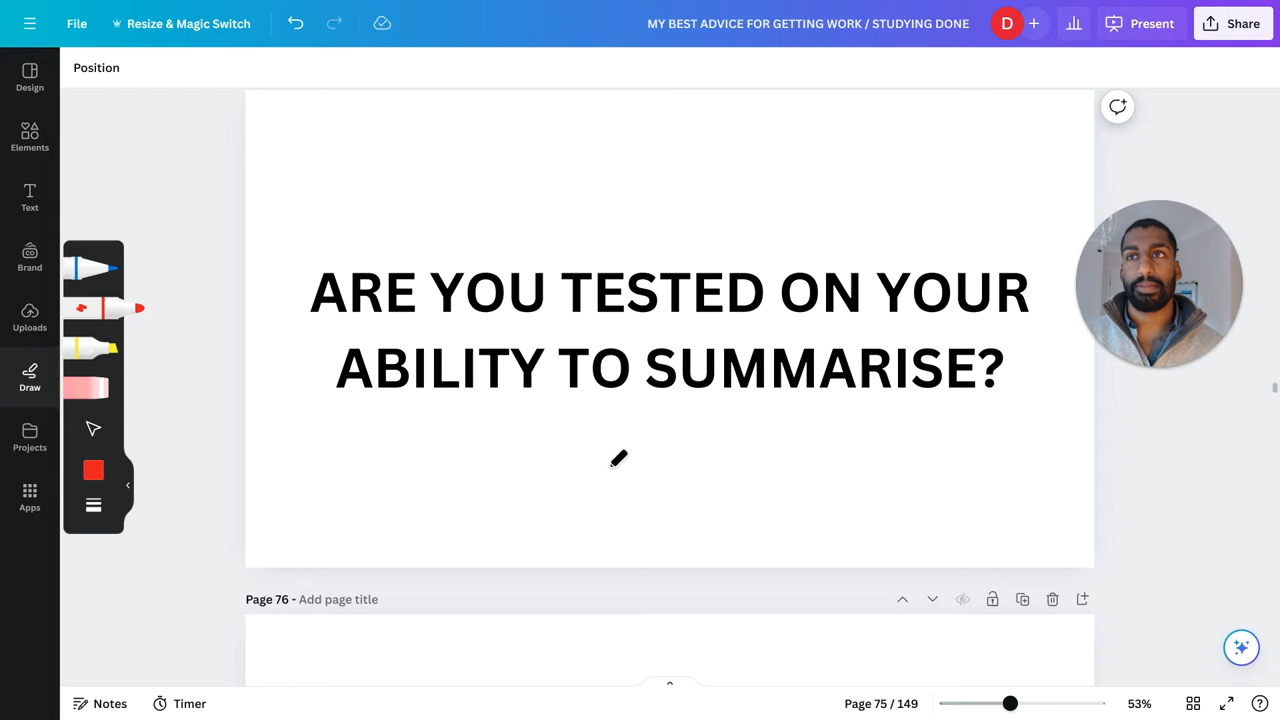 File
Resize & Magic Switch
MY BEST ADVICE FOR GETTING WORK / STUDYING DONE
D
Present
Share
Position
Design
Elements
Text
CO
Brand
Uploads
Draw
Projects
Apps
ARE YOU TESTED ON YOUR
ABILITY TO SUMMARISE?
Page 76 - Add page title
Notes
Timer
Page 75 / 149
53%